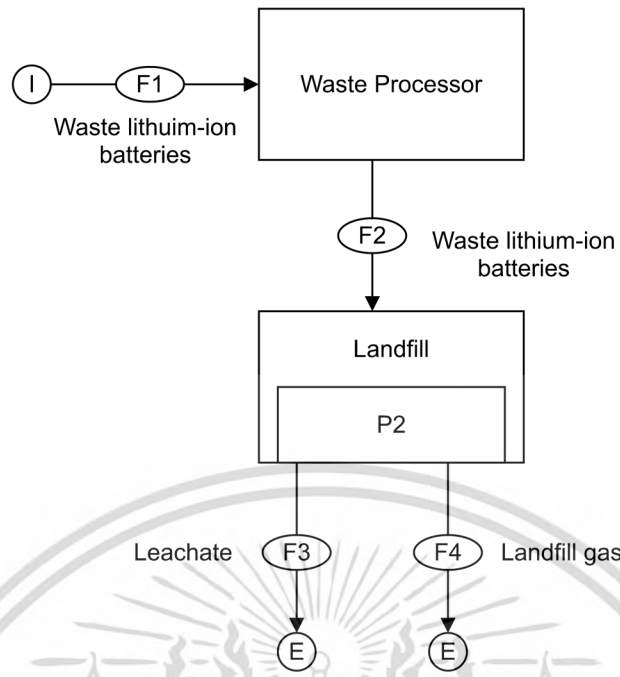 I
F1
Waste Processor
Waste lithuim-ion
batteries
F2
Waste lithium-ion
batteries
Landfill
P2
Leachate
F3
F4
Landfill gas
E
E